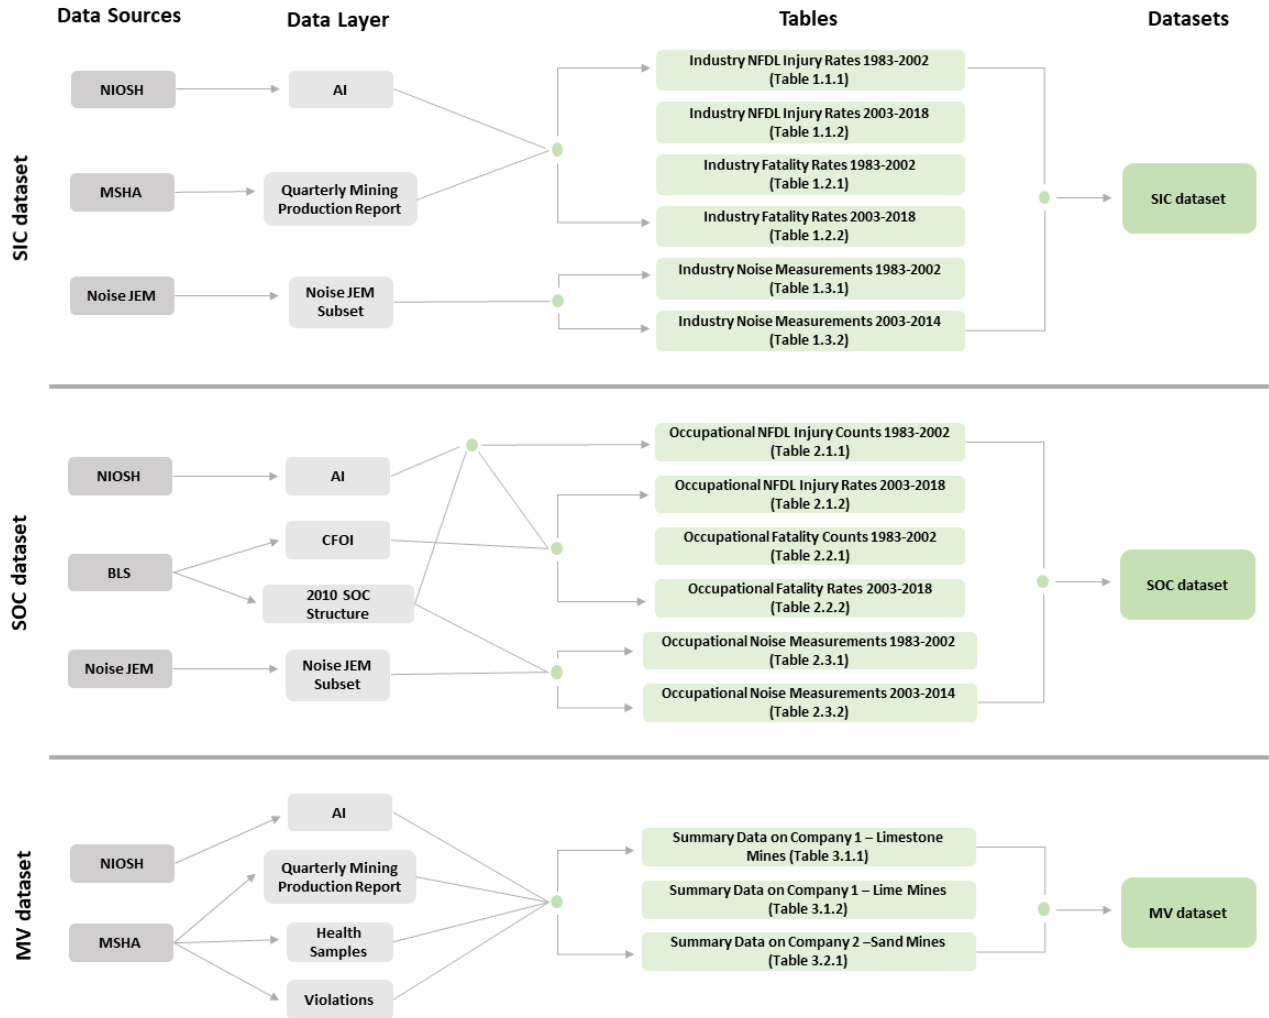 Data Sources
Data Layer
Tables
Datasets
SIC dataset
NIOSH
AI
MSHA
Quarterly Mining
Production Report
Noise JEM
Noise JEM
Subset
Industry NFDL Injury Rates 1983-2002
(Table 1.1.1)
Industry NFDL Injury Rates 2003-2018
(Table 1.1.2)
Industry Fatality Rates 1983-2002
(Table 1.2.1)
Industry Fatality Rates 2003-2018
(Table 1.2.2)
Industry Noise Measurements 1983-2002
(Table 1.3.1)
Industry Noise Measurements 2003-2014
(Table 1.3.2)
SIC dataset
SOC dataset
NIOSH
AI
BLS
CFOI
2010 SOC
Structure
Noise JEM
Noise JEM
Subset
Occupational NFDL Injury Counts 1983-2002
(Table 2.1.1)
Occupational NFDL Injury Rates 2003-2018
(Table 2.1.2)
Occupational Fatality Counts 1983-2002
(Table 2.2.1)
Occupational Fatality Rates 2003-2018
(Table 2.2.2)
Occupational Noise Measurements 1983-2002
(Table 2.3.1)
Occupational Noise Measurements 2003-2014
(Table 2.3.2)
SOC dataset
MV dataset
NIOSH
AI
MSHA
Quarterly Mining
Production Report
Health
Samples
Violations
Summary Data on Company 1 – Limestone
Mines (Table 3.1.1)
Summary Data on Company 1 – Lime Mines
(Table 3.1.2)
Summary Data on Company 2 –Sand Mines
(Table 3.2.1)
MV dataset